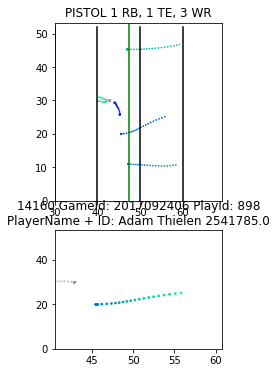 PISTOL 1 RB, 1 TE, 3 WR
50
40
30
20
10
0
30 40 50 60
14160 GameId: 2017092406 PlayId: 898
PlayerName + ID: Adam Thielen 2541785.0
40
20
0
45 50 55 60